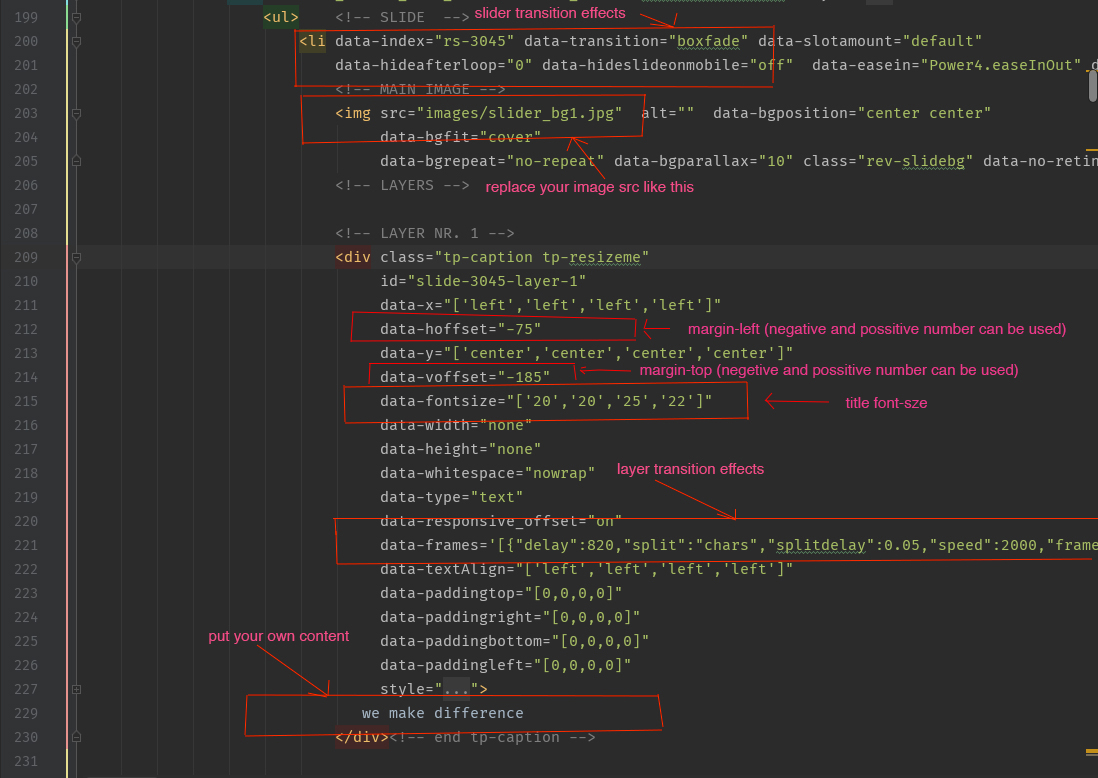 slider transition effects
199 <ul> <!-- SLIDE -->
200 <li data-index="rs-3045" data-transition="boxfade" data-slotamount="default"
201 data-hideafterloop="0" data-hideslideonmobile="off" data-easein="Power4.easeInOut"
202 <!-- MAIN IMAGE -->
203 <img src="images/slider_bg1.jpg" alt="" data-bgposition="center center"
204 data-bgfit="cover"
205 data-bgrepeat="no-repeat" data-bgparallax="10" class="rev-slidebg" data-no-retin
206 <!-- LAYERS --> replace your image src like this
207
208 <!-- LAYER NR. 1 -->
209 <div class="tp-caption tp-resizeme"
210 id="slide-3045-layer-1"
211 data-x="['left','left','left','left']"
212 data-hoffset="-75" margin-left (negative and possitive number can be used)
213 data-y="['center','center','center','center']"
214 data-voffset="-185" margin-top (negetive and possitive number can be used)
215 data-fontsize="['20','20','25','22']" title font-sze
216 data-width="none"
217 data-height="none"
218 data-whitespace="nowrap" layer transition effects
219 data-type="text"
220 data-responsive_offset="on"
221 data-frames='[{"delay":820,"split":"chars","splitdelay":0.05,"speed":2000,"frame
222 data-textAlign="['left','left','left','left']"
223 data-paddingtop="[0,0,0,0]"
224 data-paddingright="[0,0,0,0]"
put your own content
225 data-paddingbottom="[0,0,0,0]"
226 data-paddingleft="[0,0,0,0]"
227 style="...">
229 we make difference
230 </div><!-- end tp-caption -->
231